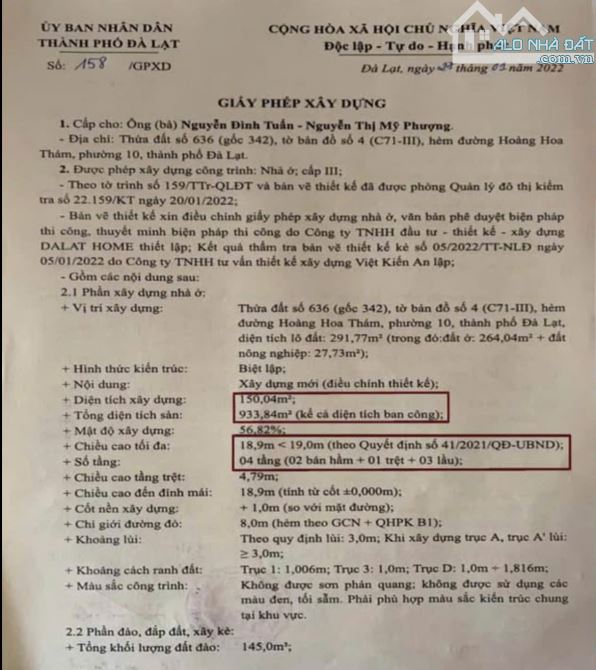 ỦY BAN NHÂN DÂN
THÀNH PHỐ ĐÀ LẠT
Số: 158 /GPXD
CỘNG HÒA XÃ HỘI CHỦ NGHĨA VIỆT NAM
Độc lập - Tự do - Hạnh phúc
ALO NHÀ ĐẤT
.com.vn
Đà Lạt, ngày 27 tháng 01 năm 2022
GIẤY PHÉP XÂY DỰNG
1. Cấp cho: Ông (bà) Nguyễn Đình Tuấn - Nguyễn Thị Mỹ Phượng.
- Địa chỉ: Thửa đất số 636 (gốc 342), tờ bản đồ số 4 (C71-III), hẻm đường Hoàng Hoa
Thám, phường 10, thành phố Đà Lạt.
2. Được phép xây dựng công trình: Nhà ở; cấp III;
- Theo tờ trình số 159/TTr-QLĐT và bản vẽ thiết kế đã được phòng Quản lý đô thị kiểm
tra số 22.159/KT ngày 20/01/2022;
- Bản vẽ thiết kế xin điều chỉnh giấy phép xây dựng nhà ở, văn bản phê duyệt biện pháp
thi công, thuyết minh biện pháp thi công do Công ty TNHH đầu tư - thiết kế - xây dựng
DALAT HOME thiết lập; Kết quả thẩm tra bản vẽ thiết kế kè số 05/2022/TT-NLĐ ngày
05/01/2022 do Công ty TNHH tư vấn thiết kế xây dựng Việt Kiến An lập;
- Gồm các nội dung sau:
2.1 Phần xây dựng nhà ở:
+ Vị trí xây dựng: Thửa đất số 636 (gốc 342), tờ bản đồ số 4 (C71-III), hẻm
đường Hoàng Hoa Thám, phường 10, thành phố Đà Lạt,
diện tích lô đất: 291,77m² (trong đó:đất ở: 264,04m² + đất
nông nghiệp: 27,73m²);
+ Hình thức kiến trúc: Biệt lập;
+ Nội dung: Xây dựng mới (điều chỉnh thiết kế);
+ Diện tích xây dựng: 150,04m²;
+ Tổng diện tích sàn: 933,84m² (kể cả diện tích ban công);
+ Mật độ xây dựng: 56,82%;
+ Chiều cao tối đa: 18,9m < 19,0m (theo Quyết định số 41/2021/QĐ-UBND);
+ Số tầng: 04 tầng (02 bán hầm + 01 trệt + 03 lầu);
+ Chiều cao tầng trệt: 4,79m;
+ Chiều cao đến đỉnh mái: 18,9m (tính từ cốt ±0,000m);
+ Cốt nền xây dựng: + 1,0m (so với mặt đường);
+ Chỉ giới đường đỏ: 8,0m (hẻm theo GCN + QHPK B1);
+ Khoảng lùi: Theo quy định lùi: 3,0m; Khi xây dựng trục A, trục A' lùi:
≥ 3,0m;
+ Khoảng cách ranh đất: Trục 1: 1,006m; Trục 3: 1,0m; Trục D: 1,0m ÷ 1,816m;
+ Màu sắc công trình: Không được sơn phản quang; không được sử dụng các
màu đen, tối sẫm. Phải phù hợp màu sắc kiến trúc chung
tại khu vực.
2.2 Phần đào, đắp đất, xây kè:
+ Tổng khối lượng đất đào: 145,0m³;